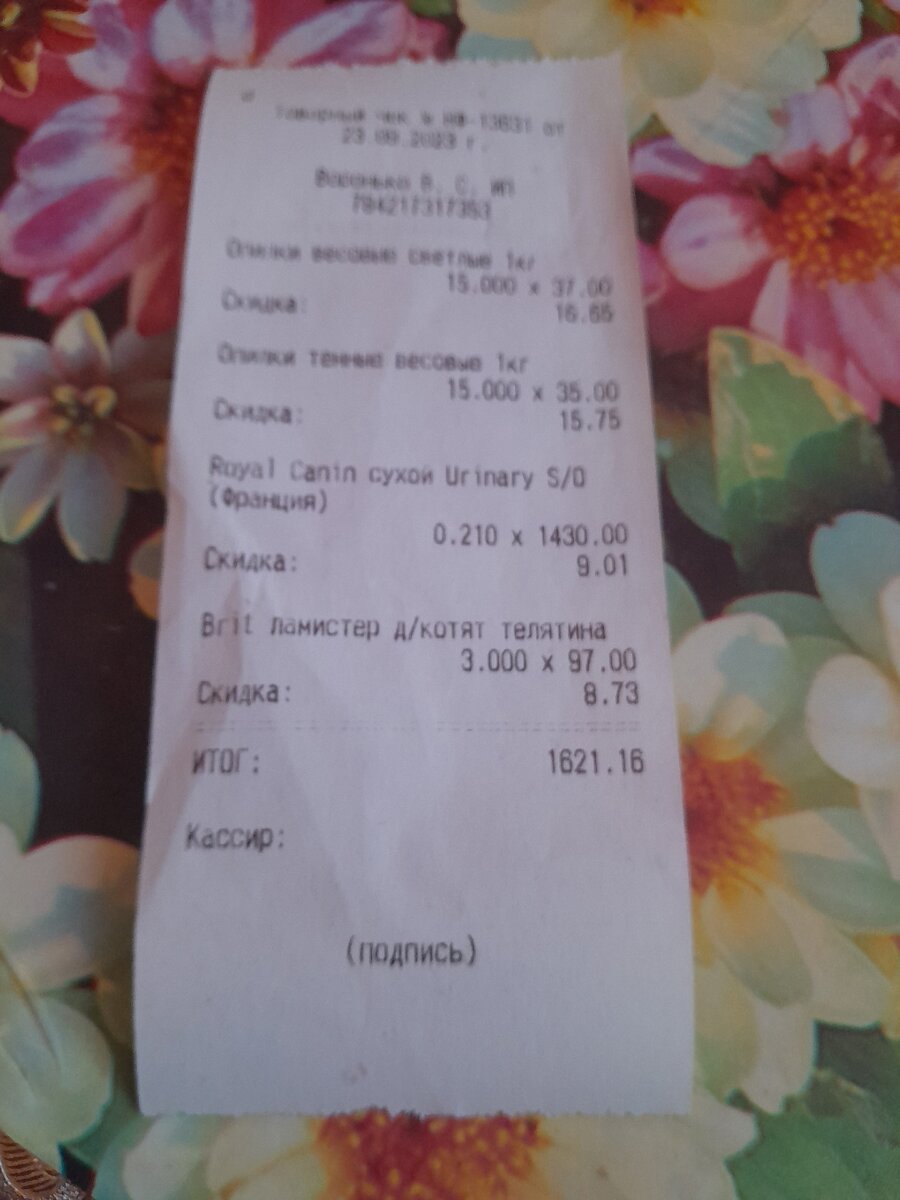 Товарный чек № НФ-13631 от
23.09.2023 г.
Воронько В. С. ИП
784217317353
Опилки весовые светлые 1кг
15.000 x 37.00
Скидка: 16.65
Опилки темные весовые 1кг
15.000 x 35.00
Скидка: 15.75
Royal Canin сухой Urinary S/O
(Франция)
0.210 x 1430.00
Скидка: 9.01
Brit ламистер д/котят телятина
3.000 x 97.00
Скидка: 8.73
ИТОГ: 1621.16
Кассир:
(подпись)